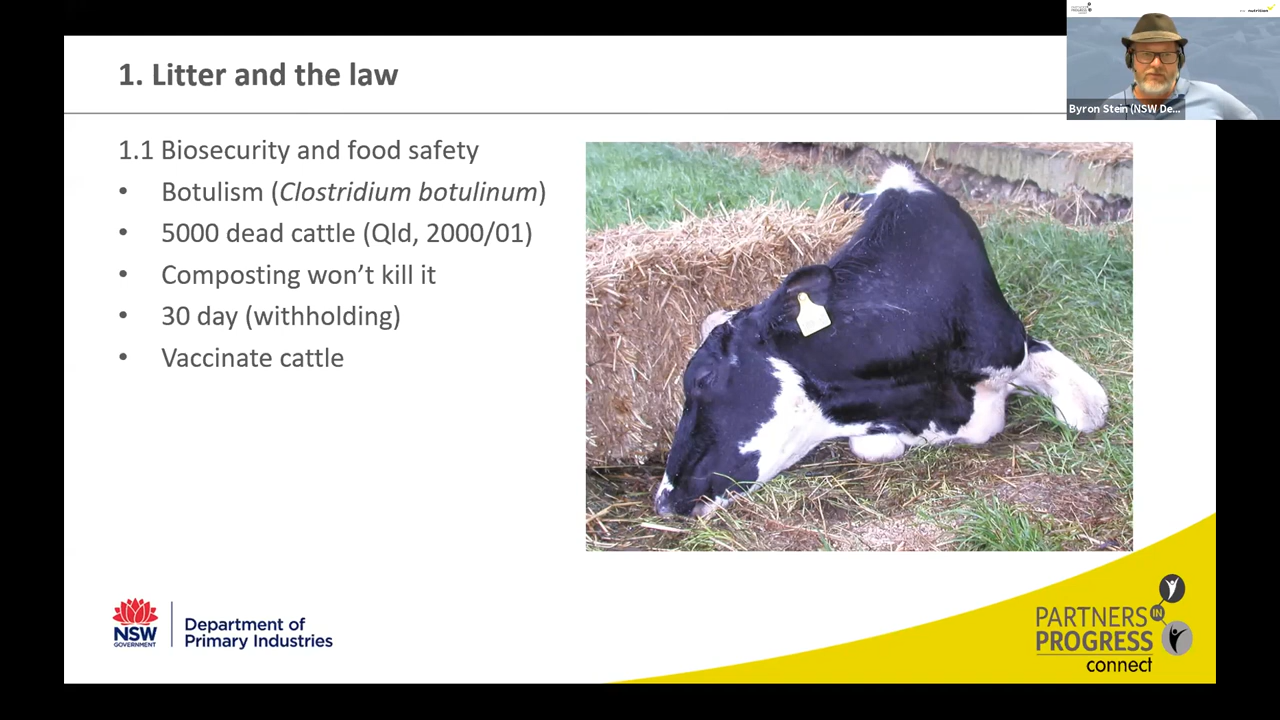 1. Litter and the law
Byron Stein (NSW De...
1.1 Biosecurity and food safety
• Botulism (Clostridium botulinum)
• 5000 dead cattle (Qld, 2000/01)
• Composting won’t kill it
• 30 day (withholding)
• Vaccinate cattle
NSW
GOVERNMENT
Department of
Primary Industries
PARTNERS
IN
PROGRESS
connect